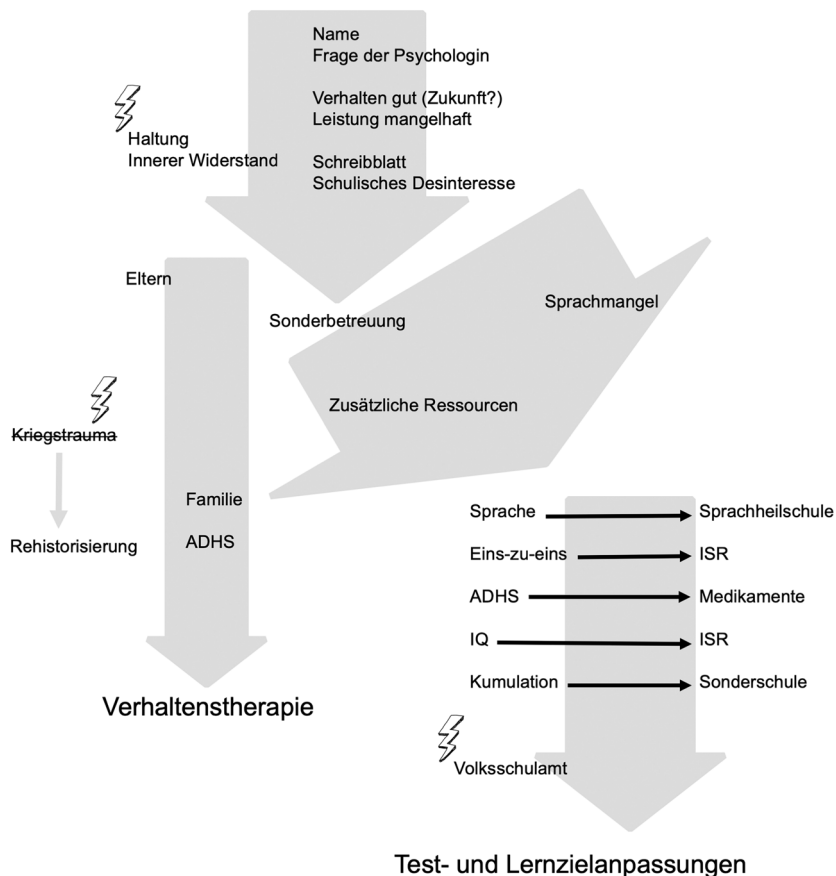 Name
Frage der Psychologin
Verhalten gut (Zukunft?)
Leistung mangelhaft
Haltung
Innerer Widerstand
Schreibblatt
Schulisches Desinteresse
Eltern
Sonderbetreuung
Sprachmangel
Zusätzliche Ressourcen
Kriegstrauma
Rehistorisierung
Familie
ADHS
Verhaltenstherapie
Sprache
Sprachheilschule
Eins-zu-eins
ISR
ADHS
Medikamente
IQ
ISR
Kumulation
Sonderschule
Volksschulamt
Test- und Lernzielanpassungen